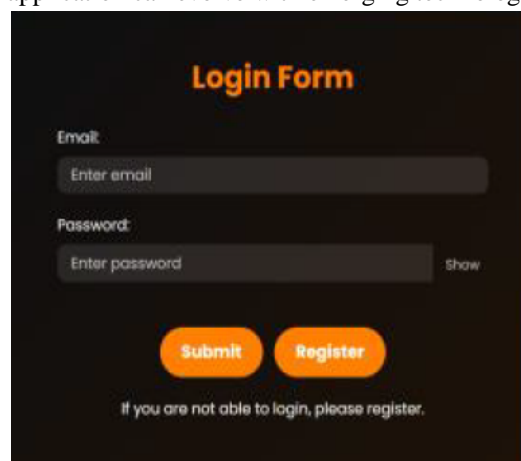 Login Form
Email:
Enter email
Password:
Enter password
Show
Submit
Register
If you are not able to login, please register.